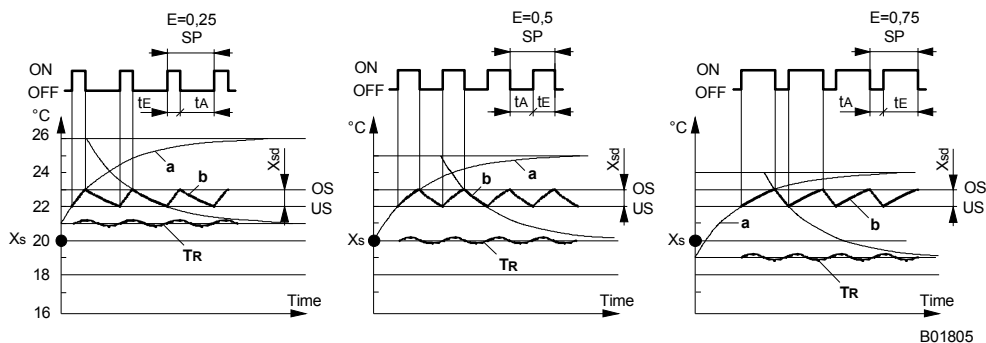 E=0,25
SP
ON
OFF
tE
tA
°C
26
24
22
Xs 20
18
16
a
b
TR
Xsd
OS
US
Time
E=0,5
SP
ON
OFF
tA
tE
°C
Xs
a
b
TR
Xsd
OS
US
Time
E=0,75
SP
ON
OFF
tA
tE
°C
Xs
a
b
TR
Xsd
OS
US
Time
B01805